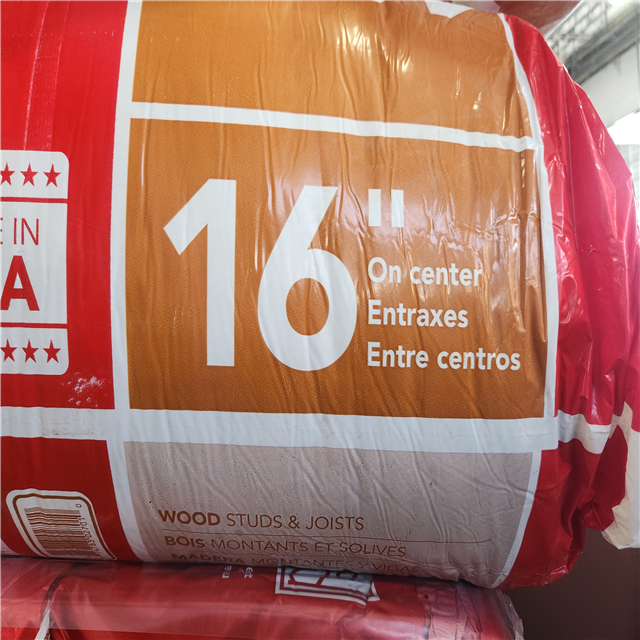 IN
A
16"
On center
Entraxes
Entre centros
WOOD STUDS & JOISTS
BOIS MONTANTS ET SOLIVES